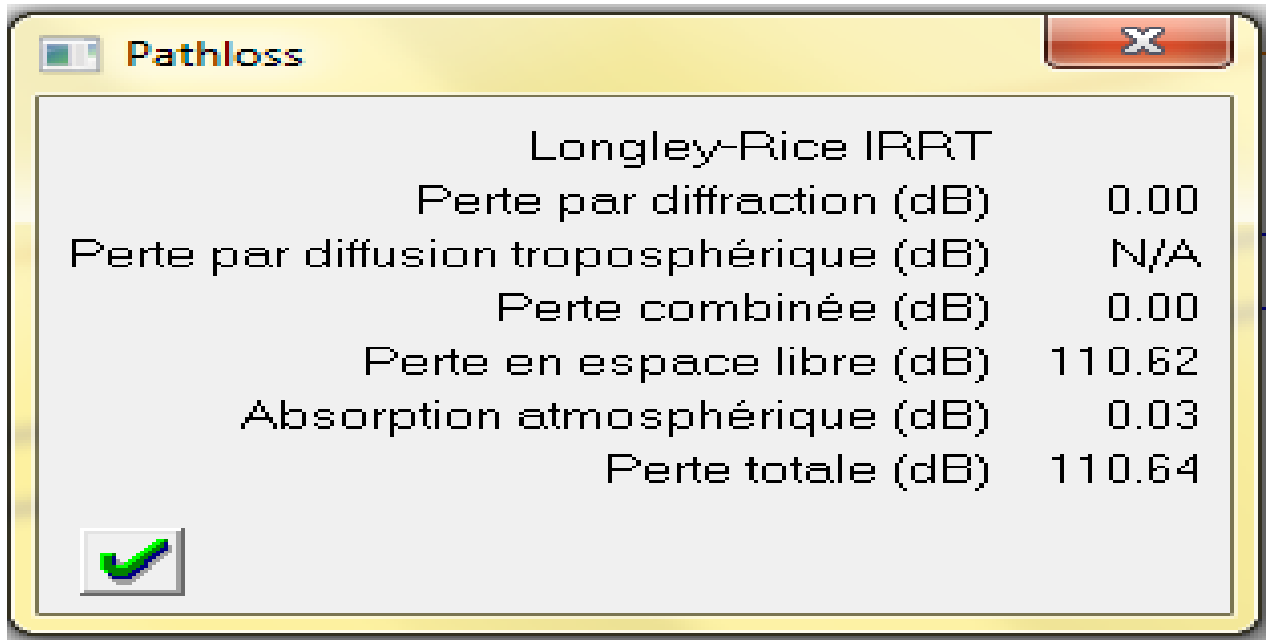 Pathloss
Longley-Rice IRRT
Perte par diffraction (dB) 0.00
Perte par diffusion troposphérique (dB) N/A
Perte combinée (dB) 0.00
Perte en espace libre (dB) 110.62
Absorption atmosphérique (dB) 0.03
Perte totale (dB) 110.64